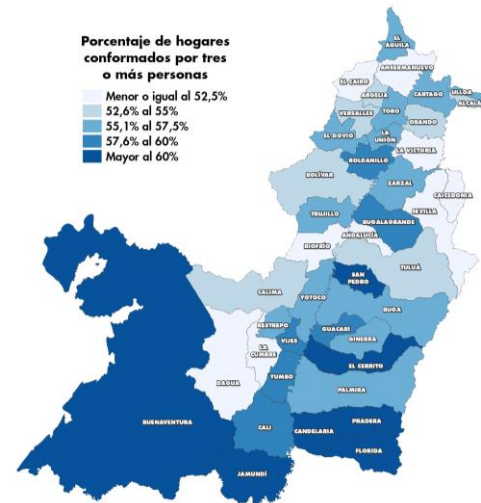 Porcentaje de hogares
conformados por tres
o más personas
Menor o igual al 52,5%
52,6% al 55%
55,1% al 57,5%
57,6% al 60%
Mayor al 60%
EL
ÁGUILA
ANSERMANUEVO
EL CAIRO
ARGELIA
CARTAGO
ULLOA
ALCALÁ
VERSALLES
TORO
OBANDO
EL DOVIO
LA
UNIÓN
LA VICTORIA
ROLDANILLO
BOLÍVAR
ZARZAL
CAICEDONIA
SEVILLA
TRUJILLO
BUGALAGRANDE
ANDALUCÍA
RIOFRÍO
TULUÁ
SAN
PEDRO
CALIMA
YOTOCO
BUGA
RESTREPO
GUACARÍ
VIJES
GINEBRA
LA
CUMBRE
EL CERRITO
DAGUA
YUMBO
PALMIRA
BUENAVENTURA
CALI
CANDELARIA
PRADERA
FLORIDA
JAMUNDÍ